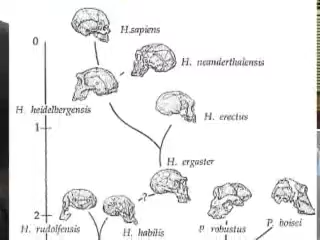 0
H.sapiens
H. neanderthalensis
H. heidelbergensis
H. erectus
1
H. ergaster
?
2
H. rudolfensis
H. habilis
P. robustus
P. boisei